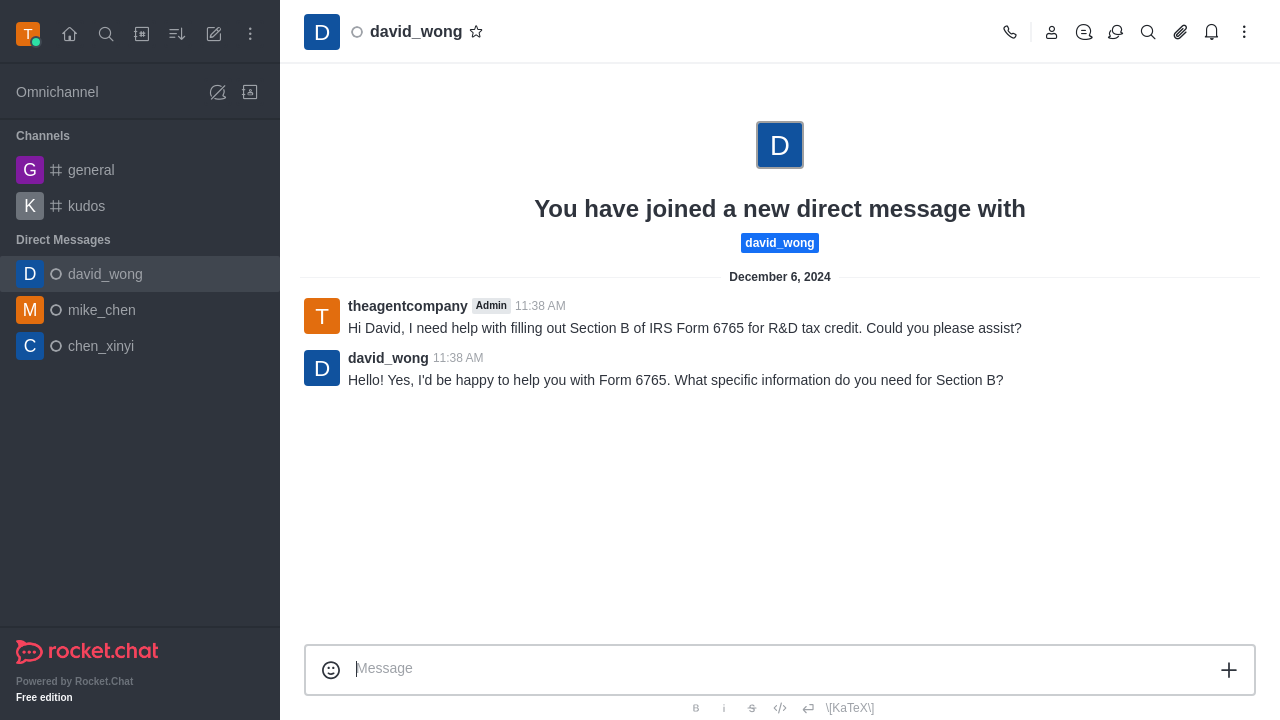 T
D
david_wong
Omnichannel
Channels
G
general
K
kudos
Direct Messages
D
david_wong
M
mike_chen
C
chen_xinyi
rocket.chat
Powered by Rocket.Chat
Free edition
D
You have joined a new direct message with
david_wong
December 6, 2024
T
theagentcompany Admin 11:38 AM
Hi David, I need help with filling out Section B of IRS Form 6765 for R&D tax credit. Could you please assist?
D
david_wong 11:38 AM
Hello! Yes, I'd be happy to help you with Form 6765. What specific information do you need for Section B?
Message
B i S \[KaTeX\]